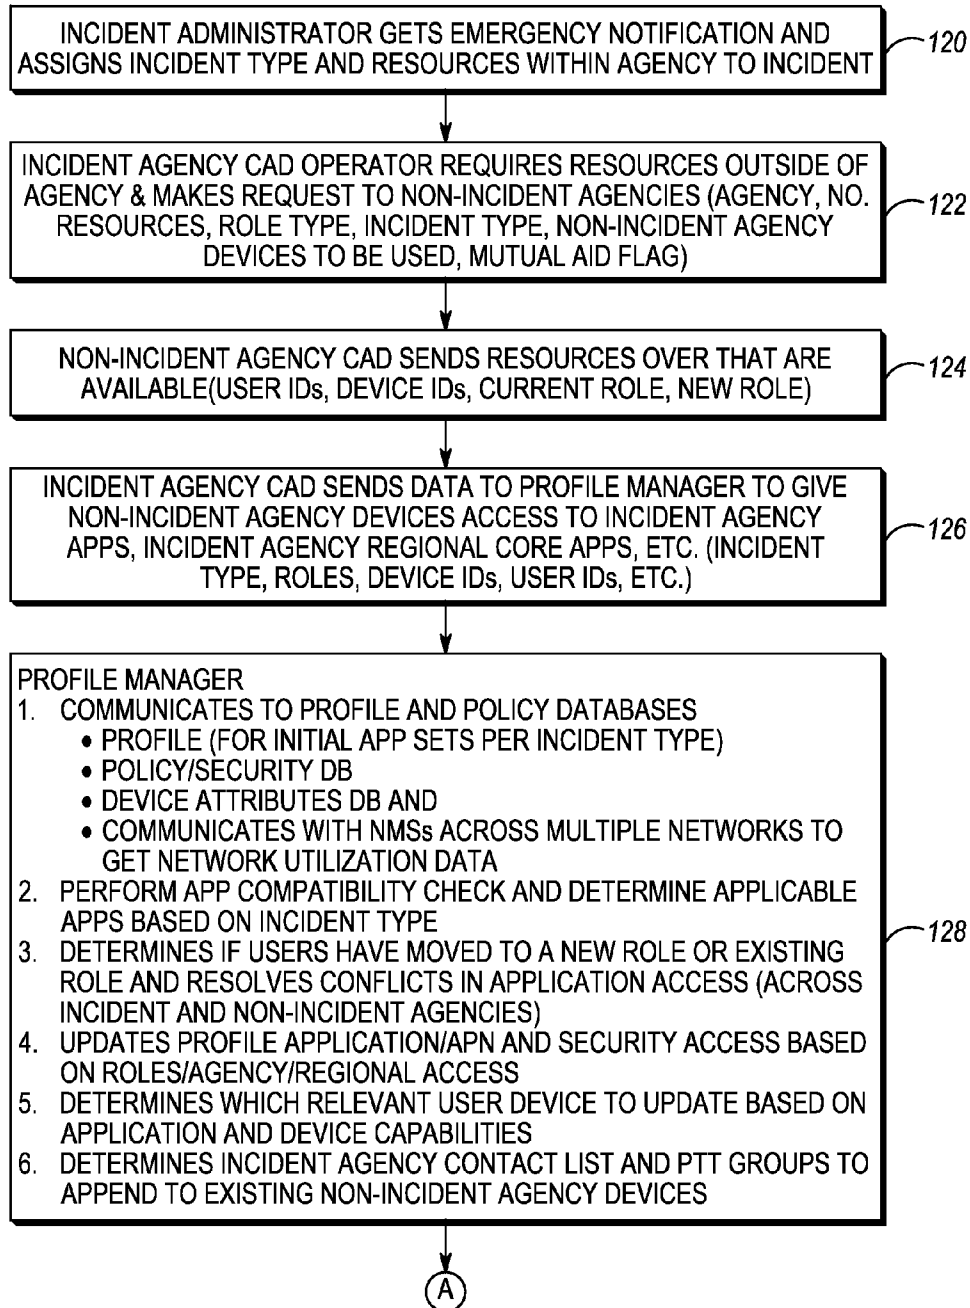 INCIDENT ADMINISTRATOR GETS EMERGENCY NOTIFICATION AND
ASSIGNS INCIDENT TYPE AND RESOURCES WITHIN AGENCY TO INCIDENT
120
INCIDENT AGENCY CAD OPERATOR REQUIRES RESOURCES OUTSIDE OF
AGENCY & MAKES REQUEST TO NON-INCIDENT AGENCIES (AGENCY, NO.
RESOURCES, ROLE TYPE, INCIDENT TYPE, NON-INCIDENT AGENCY
DEVICES TO BE USED, MUTUAL AID FLAG)
122
NON-INCIDENT AGENCY CAD SENDS RESOURCES OVER THAT ARE
AVAILABLE(USER IDs, DEVICE IDs, CURRENT ROLE, NEW ROLE)
124
INCIDENT AGENCY CAD SENDS DATA TO PROFILE MANAGER TO GIVE
NON-INCIDENT AGENCY DEVICES ACCESS TO INCIDENT AGENCY
APPS, INCIDENT AGENCY REGIONAL CORE APPS, ETC. (INCIDENT
TYPE, ROLES, DEVICE IDs, USER IDs, ETC.)
126
PROFILE MANAGER
1. COMMUNICATES TO PROFILE AND POLICY DATABASES
• PROFILE (FOR INITIAL APP SETS PER INCIDENT TYPE)
• POLICY/SECURITY DB
• DEVICE ATTRIBUTES DB AND
• COMMUNICATES WITH NMSs ACROSS MULTIPLE NETWORKS TO
GET NETWORK UTILIZATION DATA
2. PERFORM APP COMPATIBILITY CHECK AND DETERMINE APPLICABLE
APPS BASED ON INCIDENT TYPE
3. DETERMINES IF USERS HAVE MOVED TO A NEW ROLE OR EXISTING
ROLE AND RESOLVES CONFLICTS IN APPLICATION ACCESS (ACROSS
INCIDENT AND NON-INCIDENT AGENCIES)
4. UPDATES PROFILE APPLICATION/APN AND SECURITY ACCESS BASED
ON ROLES/AGENCY/REGIONAL ACCESS
5. DETERMINES WHICH RELEVANT USER DEVICE TO UPDATE BASED ON
APPLICATION AND DEVICE CAPABILITIES
6. DETERMINES INCIDENT AGENCY CONTACT LIST AND PTT GROUPS TO
APPEND TO EXISTING NON-INCIDENT AGENCY DEVICES
128
A